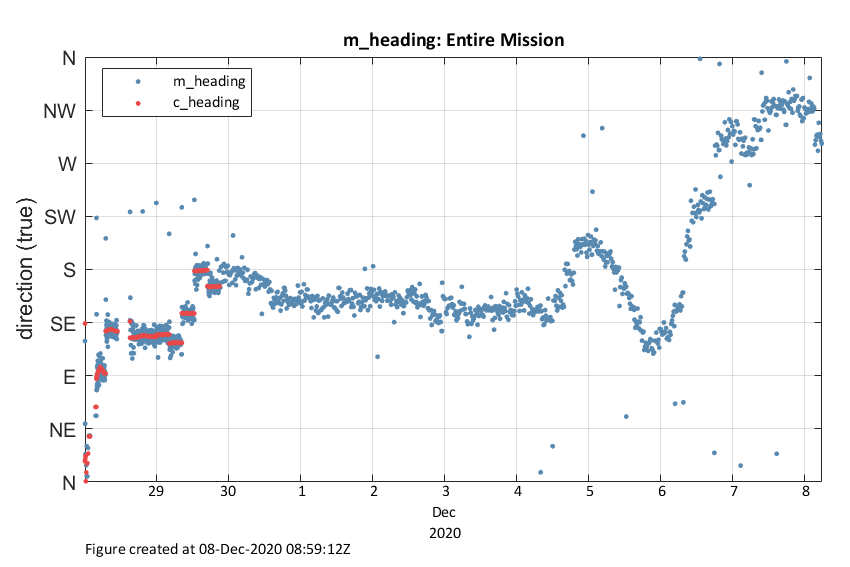 m_heading: Entire Mission
m_heading
c_heading
direction (true)
N
NW
W
SW
S
SE
E
NE
N
29 30 1 2 3 4 5 6 7 8
Dec
2020
Figure created at 08-Dec-2020 08:59:12Z